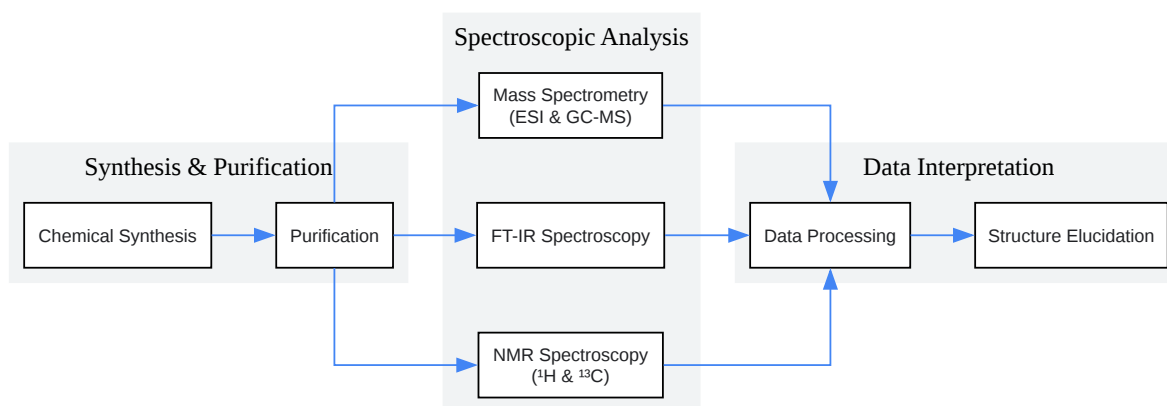 Spectroscopic Analysis
Mass Spectrometry
(ESI & GC-MS)
Synthesis & Purification
Data Interpretation
Chemical Synthesis
Purification
FT-IR Spectroscopy
Data Processing
Structure Elucidation
NMR Spectroscopy
(¹H & ¹³C)